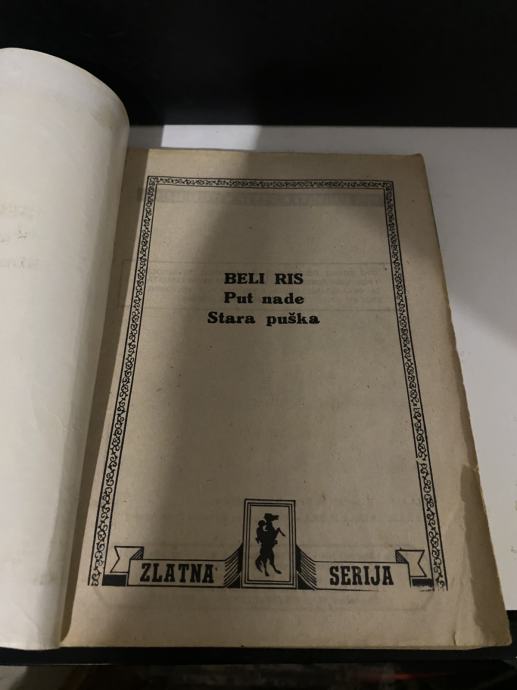 BELI RIS
Put nade
Stara puška
ZLATNA SERIJA